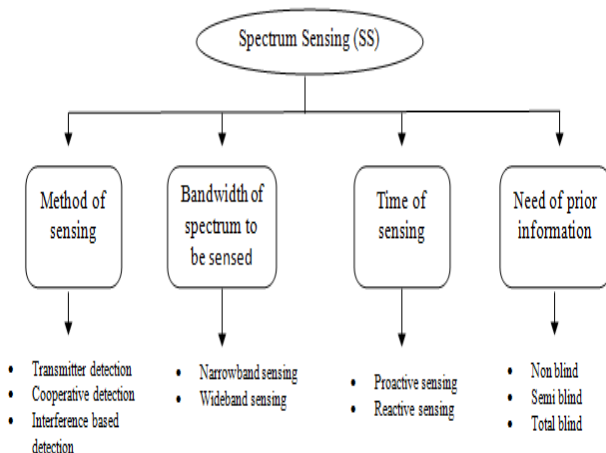 Spectrum Sensing (SS)
Method of
sensing
Bandwidth of
spectrum to
be sensed
Time of
sensing
Need of prior
information
• Transmitter detection
• Cooperative detection
• Interference based
detection
• Narrowband sensing
• Wideband sensing
• Proactive sensing
• Reactive sensing
• Non blind
• Semi blind
• Total blind